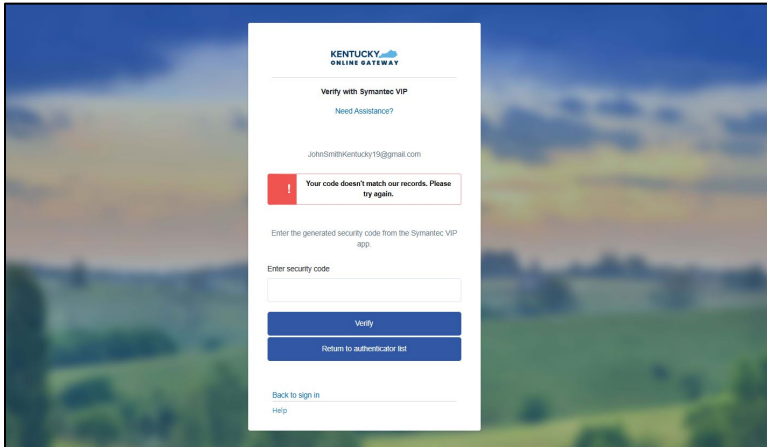 KENTUCKY
ONLINE GATEWAY
Verify with Symantec VIP
Need Assistance?
JohnSmithKentucky19@gmail.com
!
Your code doesn't match our records. Please
try again.
Enter the generated security code from the Symantec VIP
app.
Enter security code
Verify
Return to authenticator list
Back to sign in
Help